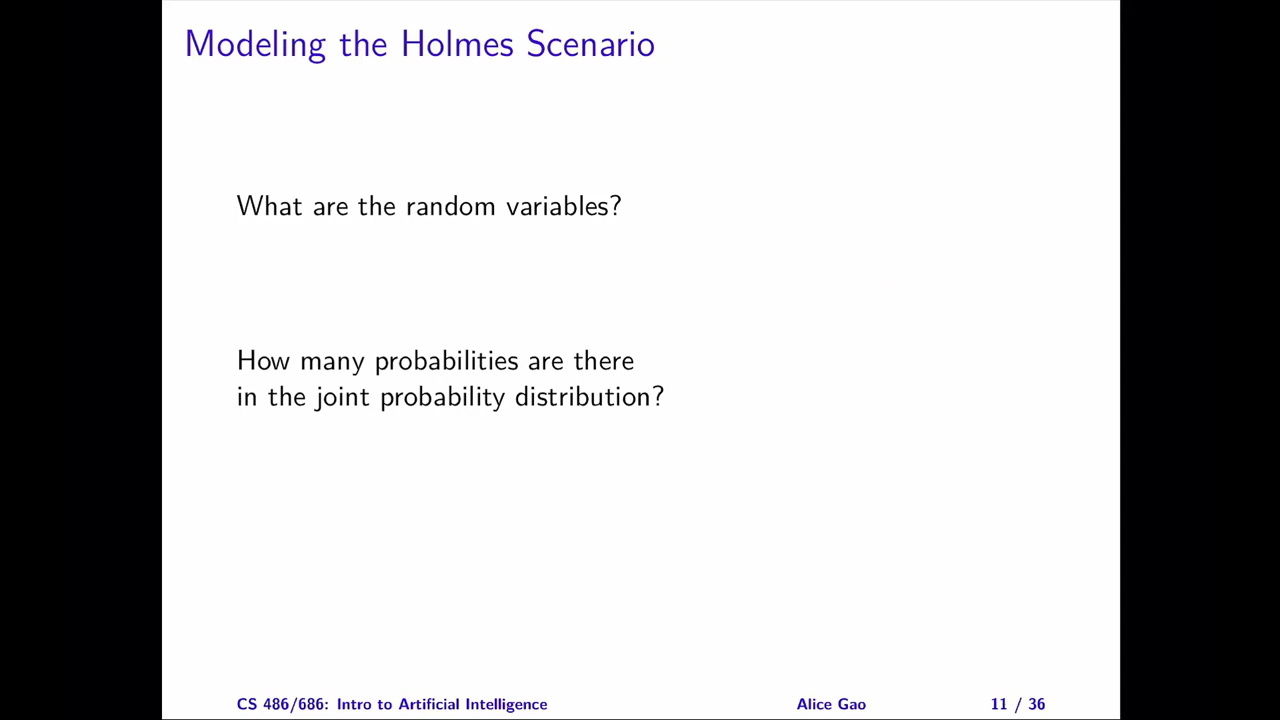 Modeling the Holmes Scenario
What are the random variables?
How many probabilities are there
in the joint probability distribution?
CS 486/686: Intro to Artificial Intelligence Alice Gao 11 / 36